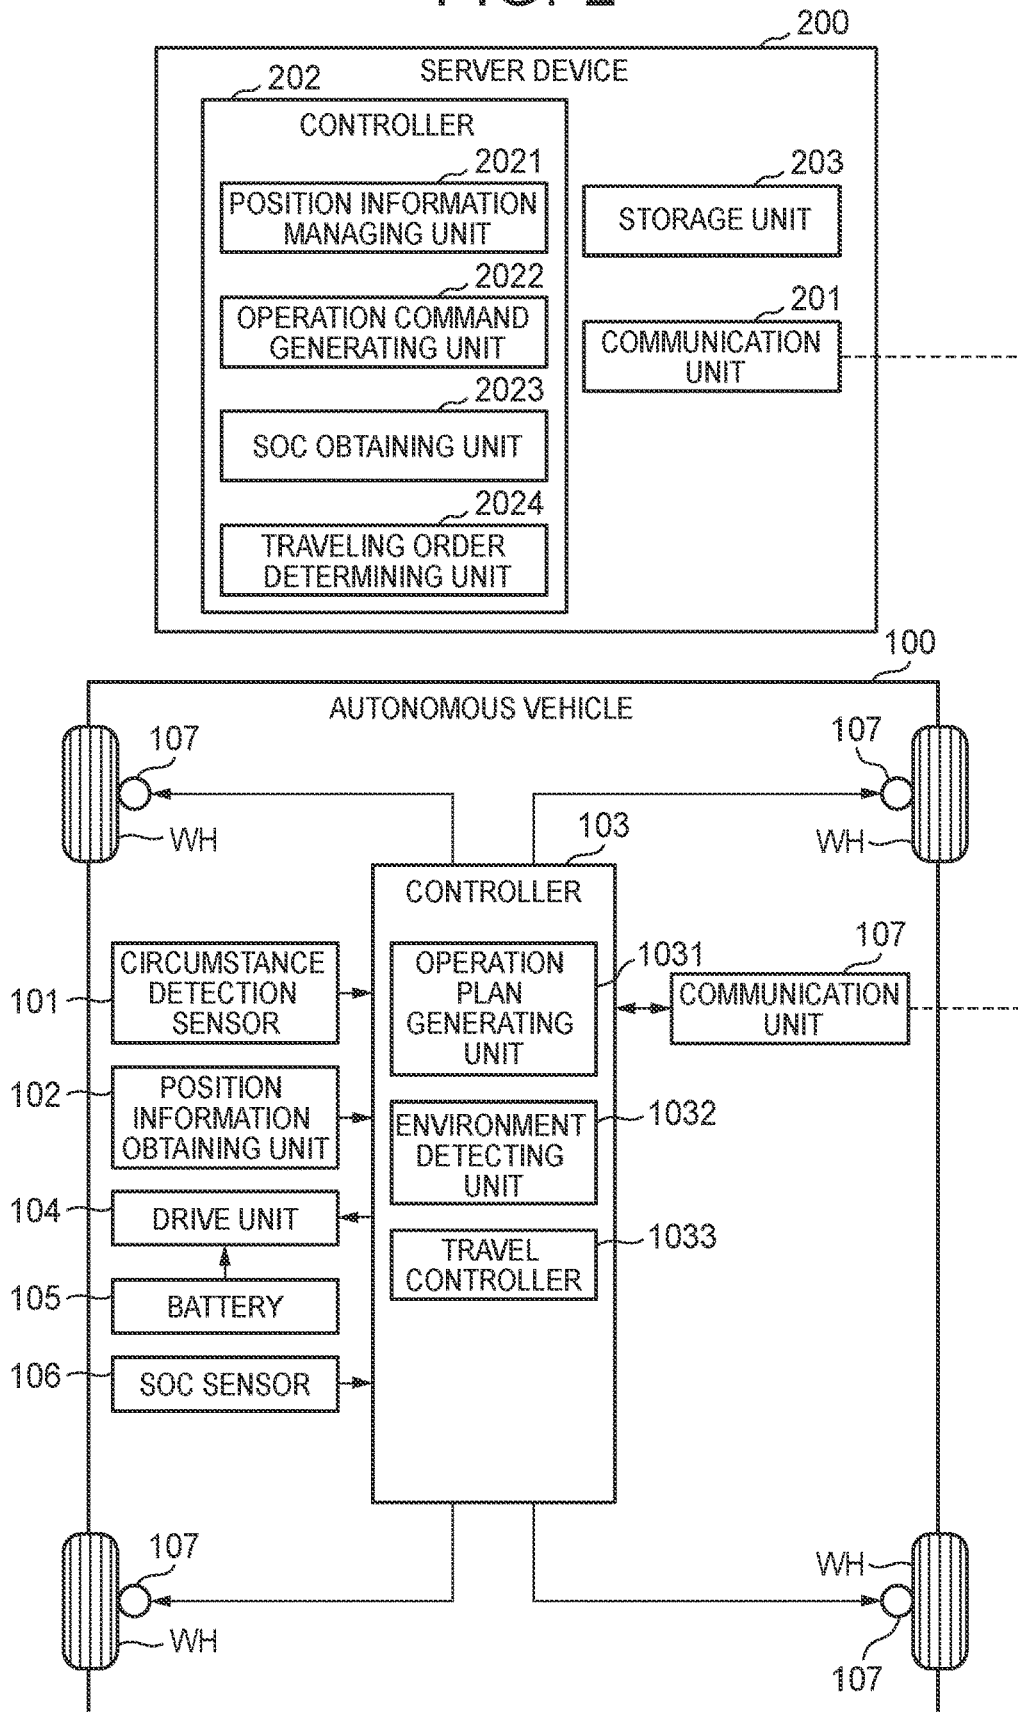 200
SERVER DEVICE
202
CONTROLLER
2021
POSITION INFORMATION
MANAGING UNIT
2022
OPERATION COMMAND
GENERATING UNIT
2023
SOC OBTAINING UNIT
2024
TRAVELING ORDER
DETERMINING UNIT
203
STORAGE UNIT
201
COMMUNICATION
UNIT
100
AUTONOMOUS VEHICLE
107
WH
107
WH
103
CONTROLLER
1031
OPERATION
PLAN
GENERATING
UNIT
1032
ENVIRONMENT
DETECTING
UNIT
1033
TRAVEL
CONTROLLER
101
CIRCUMSTANCE
DETECTION
SENSOR
102
POSITION
INFORMATION
OBTAINING UNIT
104
DRIVE UNIT
105
BATTERY
106
SOC SENSOR
107
COMMUNICATION
UNIT
107
WH
WH
107